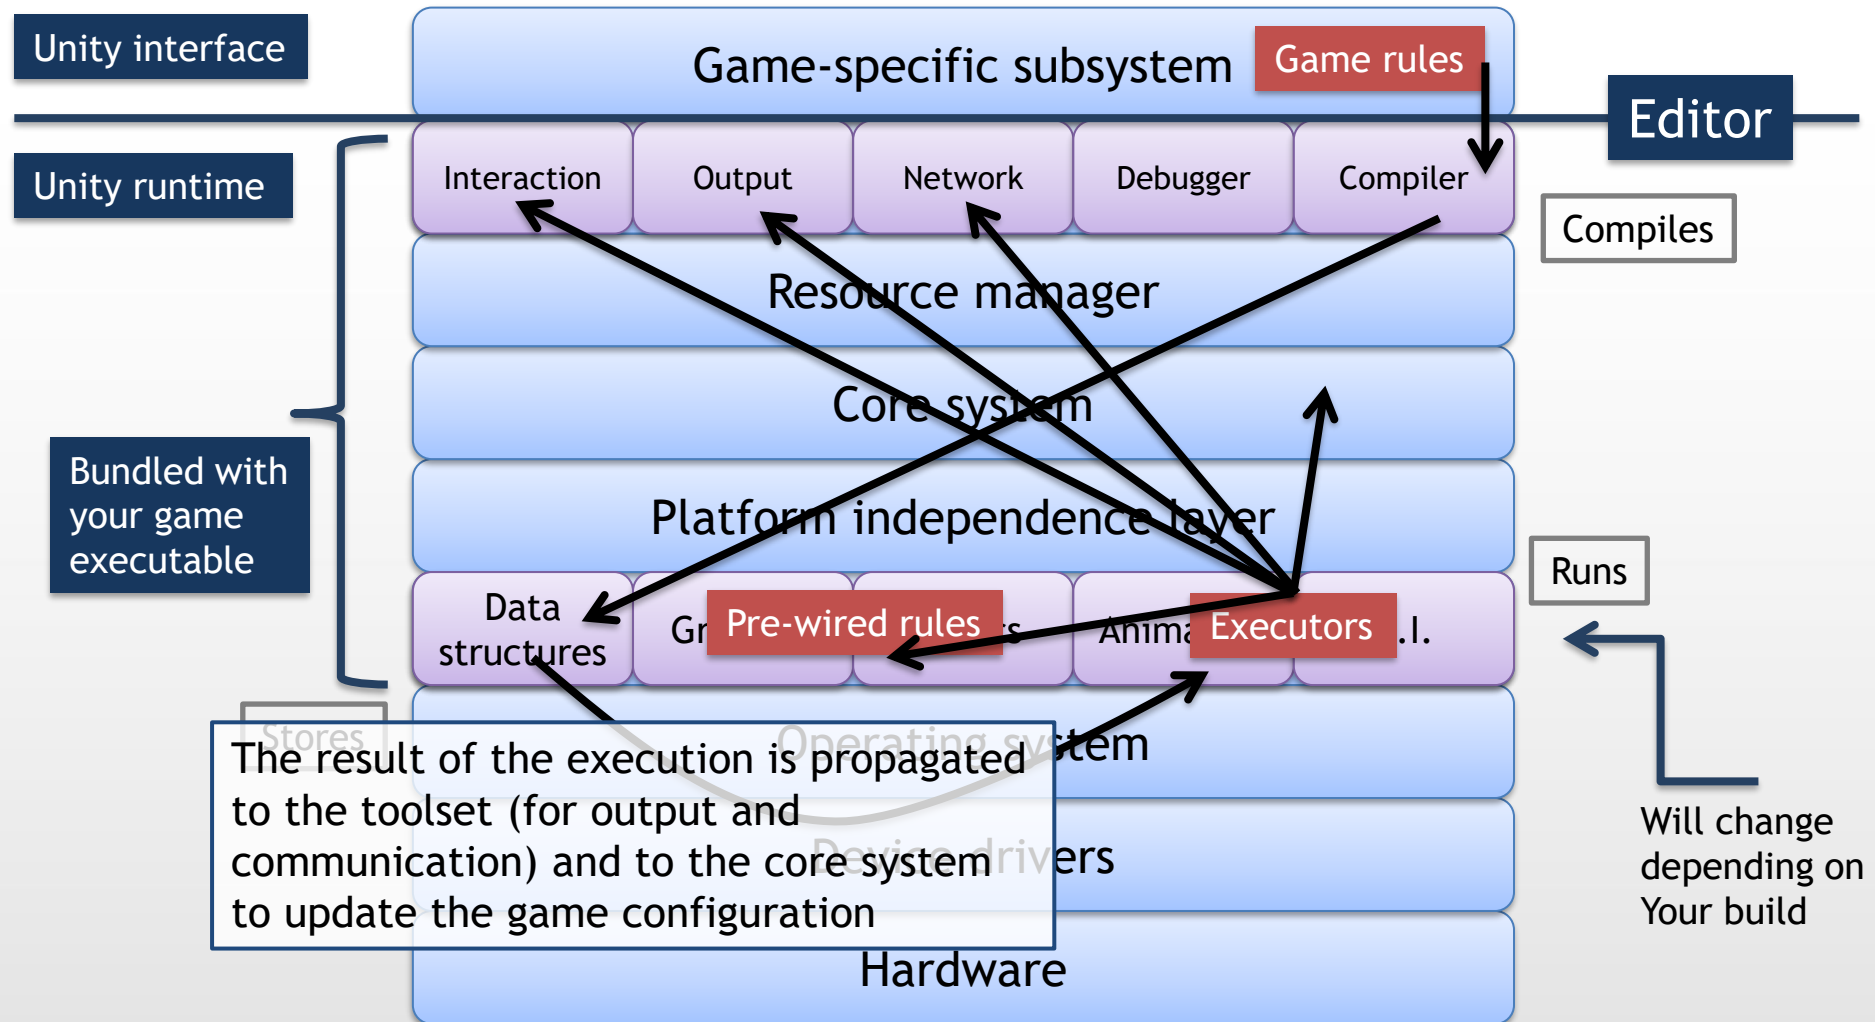 Unity interface
Game-specific subsystem
Game rules
Editor
Unity runtime
Interaction
Output
Network
Debugger
Compiler
Compiles
Resource manager
Core system
Bundled with
your game
executable
Platform independence layer
Runs
Data
structures
Pre-wired rules
Executors
Stores
Operating system
The result of the execution is propagated
to the toolset (for output and
communication) and to the core system
to update the game configuration
Device drivers
Will change
depending on
Your build
Hardware